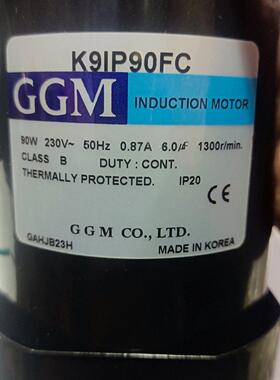 K9IP90FC
GGM INDUCTION MOTOR
90W 230V~ 50Hz 0.87A 6.0μF 1300r/min.
CLASS B DUTY : CONT.
THERMALLY PROTECTED. IP20
CE
G G M CO., LTD.
GAHJB23H MADE IN KOREA